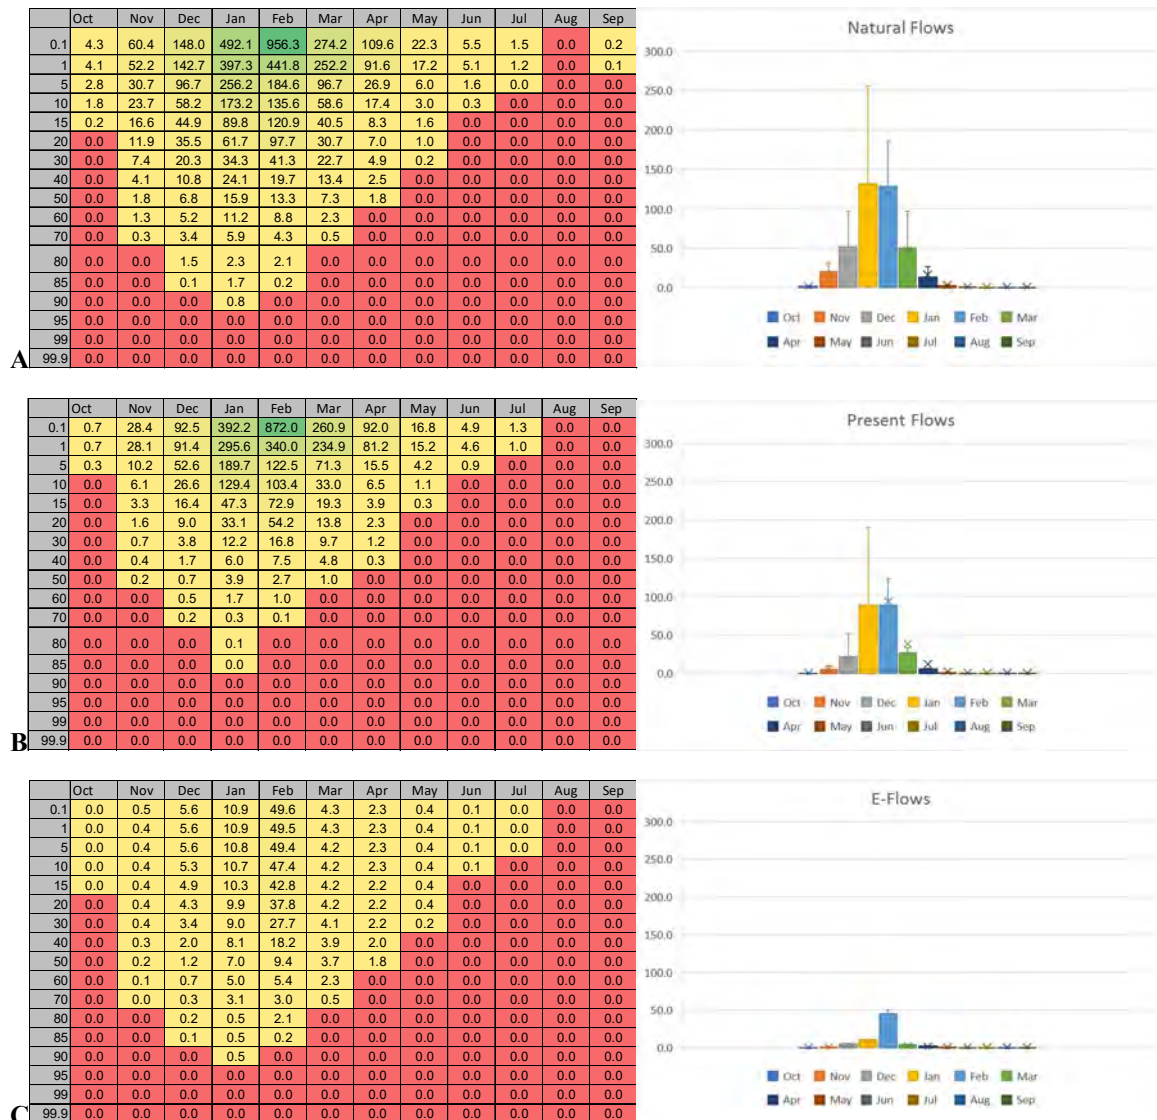 Oct Nov Dec Jan Feb Mar Apr May Jun Jul Aug Sep
0.1 4.3 60.4 148.0 492.1 956.3 274.2 109.6 22.3 5.5 1.5 0.0 0.2
1 4.1 52.2 142.7 397.3 441.8 252.2 91.6 17.2 5.1 1.2 0.0 0.1
5 2.8 30.7 96.7 256.2 184.6 96.7 26.9 6.0 1.6 0.0 0.0 0.0
10 1.8 23.7 58.2 173.2 135.6 58.6 17.4 3.0 0.3 0.0 0.0 0.0
15 0.2 16.6 44.9 89.8 120.9 40.5 8.3 1.6 0.0 0.0 0.0 0.0
20 0.0 11.9 35.5 61.7 97.7 30.7 7.0 1.0 0.0 0.0 0.0 0.0
30 0.0 7.4 20.3 34.3 41.3 22.7 4.9 0.2 0.0 0.0 0.0 0.0
40 0.0 4.1 10.8 24.1 19.7 13.4 2.5 0.0 0.0 0.0 0.0 0.0
50 0.0 1.8 6.8 15.9 13.3 7.3 1.8 0.0 0.0 0.0 0.0 0.0
60 0.0 1.3 5.2 11.2 8.8 2.3 0.0 0.0 0.0 0.0 0.0 0.0
70 0.0 0.3 3.4 5.9 4.3 0.5 0.0 0.0 0.0 0.0 0.0 0.0
80 0.0 0.0 1.5 2.3 2.1 0.0 0.0 0.0 0.0 0.0 0.0 0.0
85 0.0 0.0 0.1 1.7 0.2 0.0 0.0 0.0 0.0 0.0 0.0 0.0
90 0.0 0.0 0.0 0.8 0.0 0.0 0.0 0.0 0.0 0.0 0.0 0.0
95 0.0 0.0 0.0 0.0 0.0 0.0 0.0 0.0 0.0 0.0 0.0 0.0
99 0.0 0.0 0.0 0.0 0.0 0.0 0.0 0.0 0.0 0.0 0.0 0.0
99.9 0.0 0.0 0.0 0.0 0.0 0.0 0.0 0.0 0.0 0.0 0.0 0.0
A
Natural Flows
300.0
250.0
200.0
150.0
100.0
50.0
0.0
Oct Nov Dec Jan Feb Mar
Apr May Jun Jul Aug Sep
Oct Nov Dec Jan Feb Mar Apr May Jun Jul Aug Sep
0.1 0.7 28.4 92.5 392.2 872.0 260.9 92.0 16.8 4.9 1.3 0.0 0.0
1 0.7 28.1 91.4 295.6 340.0 234.9 81.2 15.2 4.6 1.0 0.0 0.0
5 0.3 10.2 52.6 189.7 122.5 71.3 15.5 4.2 0.9 0.0 0.0 0.0
10 0.0 6.1 26.6 129.4 103.4 33.0 6.5 1.1 0.0 0.0 0.0 0.0
15 0.0 3.3 16.4 47.3 72.9 19.3 3.9 0.3 0.0 0.0 0.0 0.0
20 0.0 1.6 9.0 33.1 54.2 13.8 2.3 0.0 0.0 0.0 0.0 0.0
30 0.0 0.7 3.8 12.2 16.8 9.7 1.2 0.0 0.0 0.0 0.0 0.0
40 0.0 0.4 1.7 6.0 7.5 4.8 0.3 0.0 0.0 0.0 0.0 0.0
50 0.0 0.2 0.7 3.9 2.7 1.0 0.0 0.0 0.0 0.0 0.0 0.0
60 0.0 0.0 0.5 1.7 1.0 0.0 0.0 0.0 0.0 0.0 0.0 0.0
70 0.0 0.0 0.2 0.3 0.1 0.0 0.0 0.0 0.0 0.0 0.0 0.0
80 0.0 0.0 0.0 0.1 0.0 0.0 0.0 0.0 0.0 0.0 0.0 0.0
85 0.0 0.0 0.0 0.0 0.0 0.0 0.0 0.0 0.0 0.0 0.0 0.0
90 0.0 0.0 0.0 0.0 0.0 0.0 0.0 0.0 0.0 0.0 0.0 0.0
95 0.0 0.0 0.0 0.0 0.0 0.0 0.0 0.0 0.0 0.0 0.0 0.0
99 0.0 0.0 0.0 0.0 0.0 0.0 0.0 0.0 0.0 0.0 0.0 0.0
99.9 0.0 0.0 0.0 0.0 0.0 0.0 0.0 0.0 0.0 0.0 0.0 0.0
B
Present Flows
300.0
250.0
200.0
150.0
100.0
50.0
0.0
Oct Nov Dec Jan Feb Mar
Apr May Jun Jul Aug Sep
Oct Nov Dec Jan Feb Mar Apr May Jun Jul Aug Sep
0.1 0.0 0.5 5.6 10.9 49.6 4.3 2.3 0.4 0.1 0.0 0.0 0.0
1 0.0 0.4 5.6 10.9 49.5 4.3 2.3 0.4 0.1 0.0 0.0 0.0
5 0.0 0.4 5.6 10.8 49.4 4.2 2.3 0.4 0.1 0.0 0.0 0.0
10 0.0 0.4 5.3 10.7 47.4 4.2 2.3 0.4 0.1 0.0 0.0 0.0
15 0.0 0.4 4.9 10.3 42.8 4.2 2.2 0.4 0.0 0.0 0.0 0.0
20 0.0 0.4 4.3 9.9 37.8 4.2 2.2 0.4 0.0 0.0 0.0 0.0
30 0.0 0.4 3.4 9.0 27.7 4.1 2.2 0.2 0.0 0.0 0.0 0.0
40 0.0 0.3 2.0 8.1 18.2 3.9 2.0 0.0 0.0 0.0 0.0 0.0
50 0.0 0.2 1.2 7.0 9.4 3.7 1.8 0.0 0.0 0.0 0.0 0.0
60 0.0 0.1 0.7 5.0 5.4 2.3 0.0 0.0 0.0 0.0 0.0 0.0
70 0.0 0.0 0.3 3.1 3.0 0.5 0.0 0.0 0.0 0.0 0.0 0.0
80 0.0 0.0 0.2 0.5 2.1 0.0 0.0 0.0 0.0 0.0 0.0 0.0
85 0.0 0.0 0.1 0.5 0.2 0.0 0.0 0.0 0.0 0.0 0.0 0.0
90 0.0 0.0 0.0 0.5 0.0 0.0 0.0 0.0 0.0 0.0 0.0 0.0
95 0.0 0.0 0.0 0.0 0.0 0.0 0.0 0.0 0.0 0.0 0.0 0.0
99 0.0 0.0 0.0 0.0 0.0 0.0 0.0 0.0 0.0 0.0 0.0 0.0
99.9 0.0 0.0 0.0 0.0 0.0 0.0 0.0 0.0 0.0 0.0 0.0 0.0
C
E-Flows
300.0
250.0
200.0
150.0
100.0
50.0
0.0
Oct Nov Dec Jan Feb Mar
Apr May Jun Jul Aug Sep